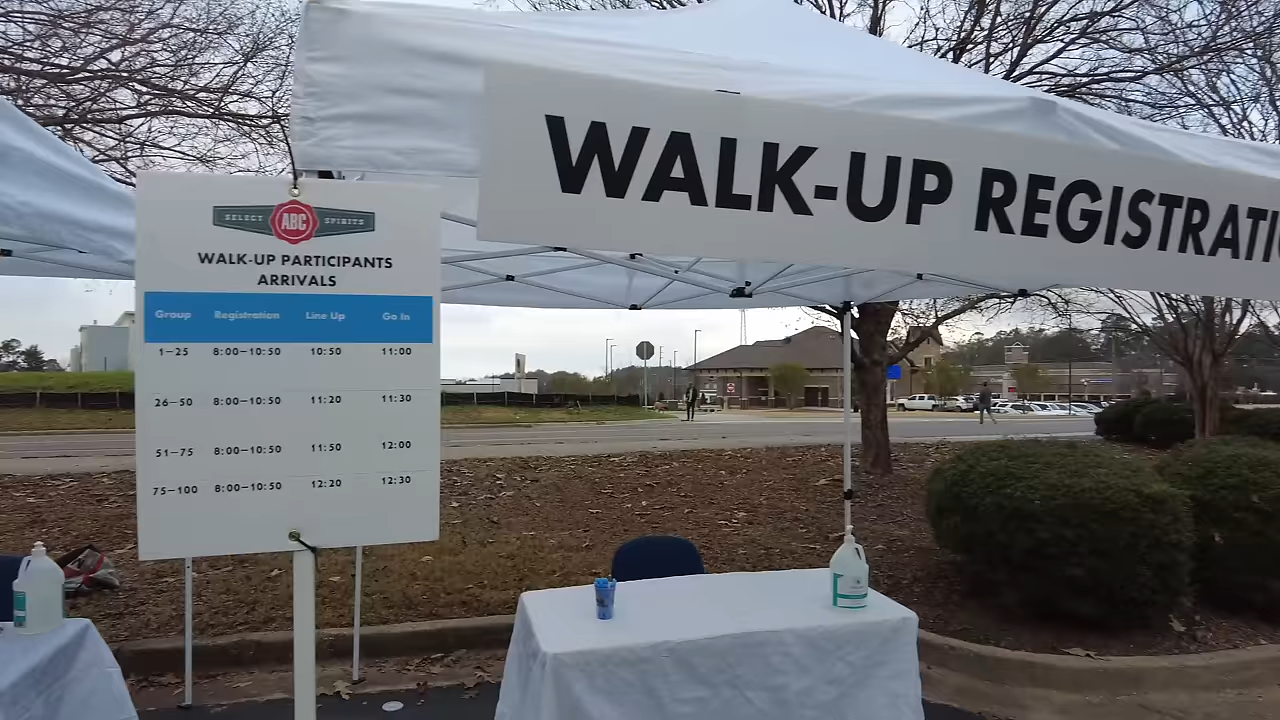 WALK-UP REGISTRATI
SELECT ABC SPIRITS
WALK-UP PARTICIPANTS
ARRIVALS
Group Registration Line Up Go In
1-25 8:00-10:50 10:50 11:00
26-50 8:00-10:50 11:20 11:30
51-75 8:00-10:50 11:50 12:00
75-100 8:00-10:50 12:20 12:30